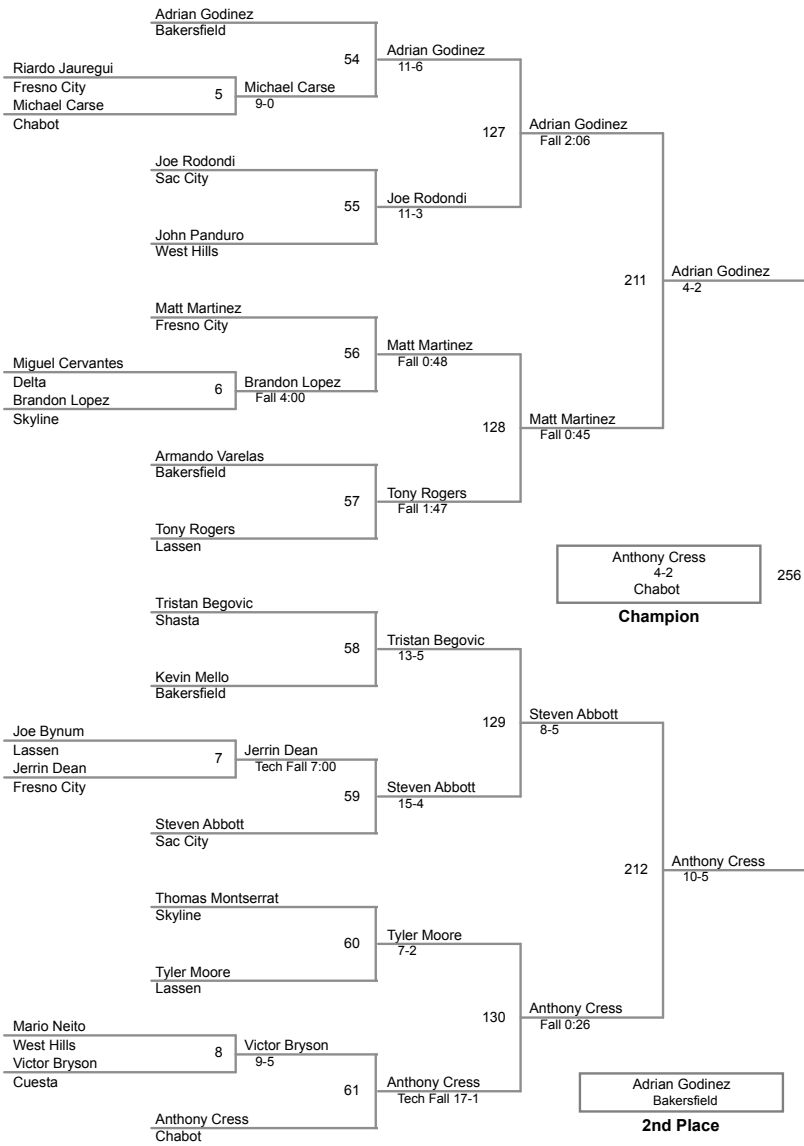 Adrian Godinez
Bakersfield
54
Adrian Godinez
11-6
Riardo Jauregui
Fresno City
5
Michael Carse
9-0
Michael Carse
Chabot
127
Adrian Godinez
Fall 2:06
Joe Rodondi
Sac City
55
Joe Rodondi
11-3
John Panduro
West Hills
211
Adrian Godinez
4-2
Matt Martinez
Fresno City
56
Matt Martinez
Fall 0:48
Miguel Cervantes
Delta
6
Brandon Lopez
Fall 4:00
Brandon Lopez
Skyline
128
Matt Martinez
Fall 0:45
Armando Varelas
Bakersfield
57
Tony Rogers
Fall 1:47
Tony Rogers
Lassen
Anthony Cress
4-2
Chabot
256
Champion
Tristan Begovic
Shasta
58
Tristan Begovic
13-5
Kevin Mello
Bakersfield
129
Steven Abbott
8-5
Joe Bynum
Lassen
7
Jerrin Dean
Tech Fall 7:00
Jerrin Dean
Fresno City
59
Steven Abbott
15-4
Steven Abbott
Sac City
212
Anthony Cress
10-5
Thomas Montserrat
Skyline
60
Tyler Moore
7-2
Tyler Moore
Lassen
130
Anthony Cress
Fall 0:26
Mario Neito
West Hills
8
Victor Bryson
9-5
Victor Bryson
Cuesta
61
Anthony Cress
Tech Fall 17-1
Anthony Cress
Chabot
Adrian Godinez
Bakersfield
2nd Place